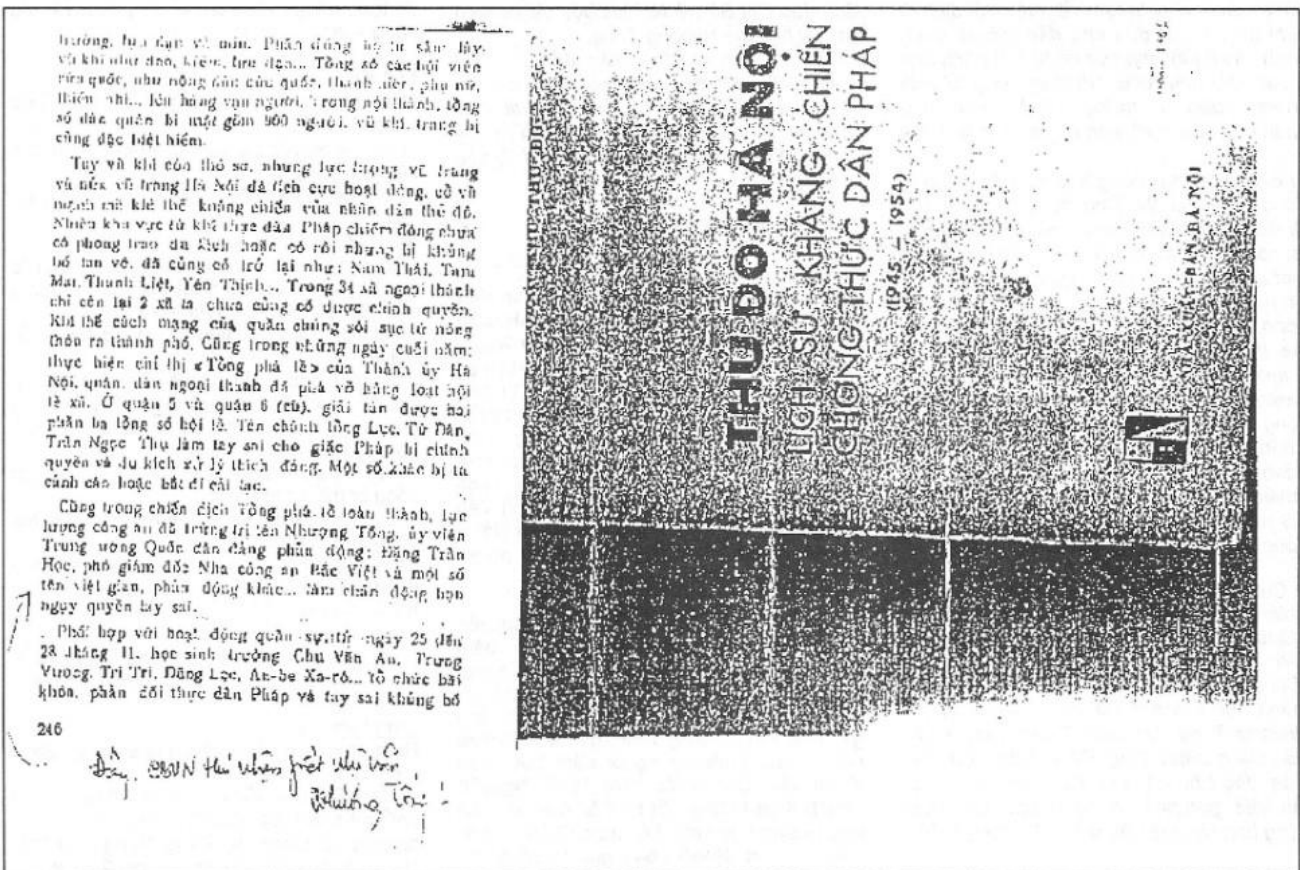 trường, lựu đạn và mìn. Phần đông họ tự sắm lấy
vũ khí như dao, kiếm, lựu đạn... Tổng số các hội viên
cứu quốc, như nông dân cứu quốc, thanh niên, phụ nữ,
thiếu nhi... lên hàng vạn người. Trong nội thành, tổng
số dân quân bí mật gồm 800 người, vũ khí, trang bị
cũng đặc biệt hiếm.
Tuy vũ khí còn thô sơ, nhưng lực lượng vũ trang
và nửa vũ trang Hà Nội đã tích cực hoạt động, cổ vũ
mạnh mẽ khí thế kháng chiến của nhân dân thủ đô.
Nhiều khu vực từ khi thực dân Pháp chiếm đóng chưa
có phong trào du kích hoặc có rồi nhưng bị khủng
bố tan vỡ, đã củng cố trở lại như: Nam Thái, Tam
Mai, Thanh Liệt, Yên Thịnh... Trong 34 xã ngoại thành
chỉ còn lại 2 xã ta chưa củng cố được chính quyền.
Khí thế cách mạng của quần chúng sôi sục từ nông
thôn ra thành phố. Cũng trong những ngày cuối năm:
thực hiện chỉ thị «Tổng phá tề» của Thành ủy Hà
Nội, quân, dân ngoại thành đã phá vỡ hàng loạt hội
tề xã. Ở quận 5 và quận 6 (cũ), giải tán được hai
phần ba tổng số hội tề. Tên chánh tổng Lục, Từ Dân,
Trần Ngọc Thụ làm tay sai cho giặc Pháp bị chính
quyền và du kích xử lý thích đáng. Một số khác bị ta
cảnh cáo hoặc bắt đi cải tạo.
Cũng trong chiến dịch Tổng phá tề toàn thành, lực
lượng công an đã trừng trị tên Nhượng Tống, ủy viên
Trung ương Quốc dân đảng phản động; Đặng Trần
Học, phó giám đốc Nha công an Bắc Việt và một số
tên việt gian, phản động khác... làm chấn động bọn
ngụy quyền tay sai.
Phối hợp với hoạt động quân sự, từ ngày 25 đến
28 tháng 11, học sinh trường Chu Văn An, Trưng
Vương, Trí Tri, Dũng Lạc, An-be Xa-rô... tổ chức bãi
khóa, phản đối thực dân Pháp và tay sai khủng bố
246
Đây, CSVN thú nhận giết nhà văn
Nhượng Tống
THỦ ĐÔ HÀ NỘI
LỊCH SỬ KHÁNG CHIẾN
CHỐNG THỰC DÂN PHÁP
(1945 – 1954)
XUẤT BẢN HÀ NỘI